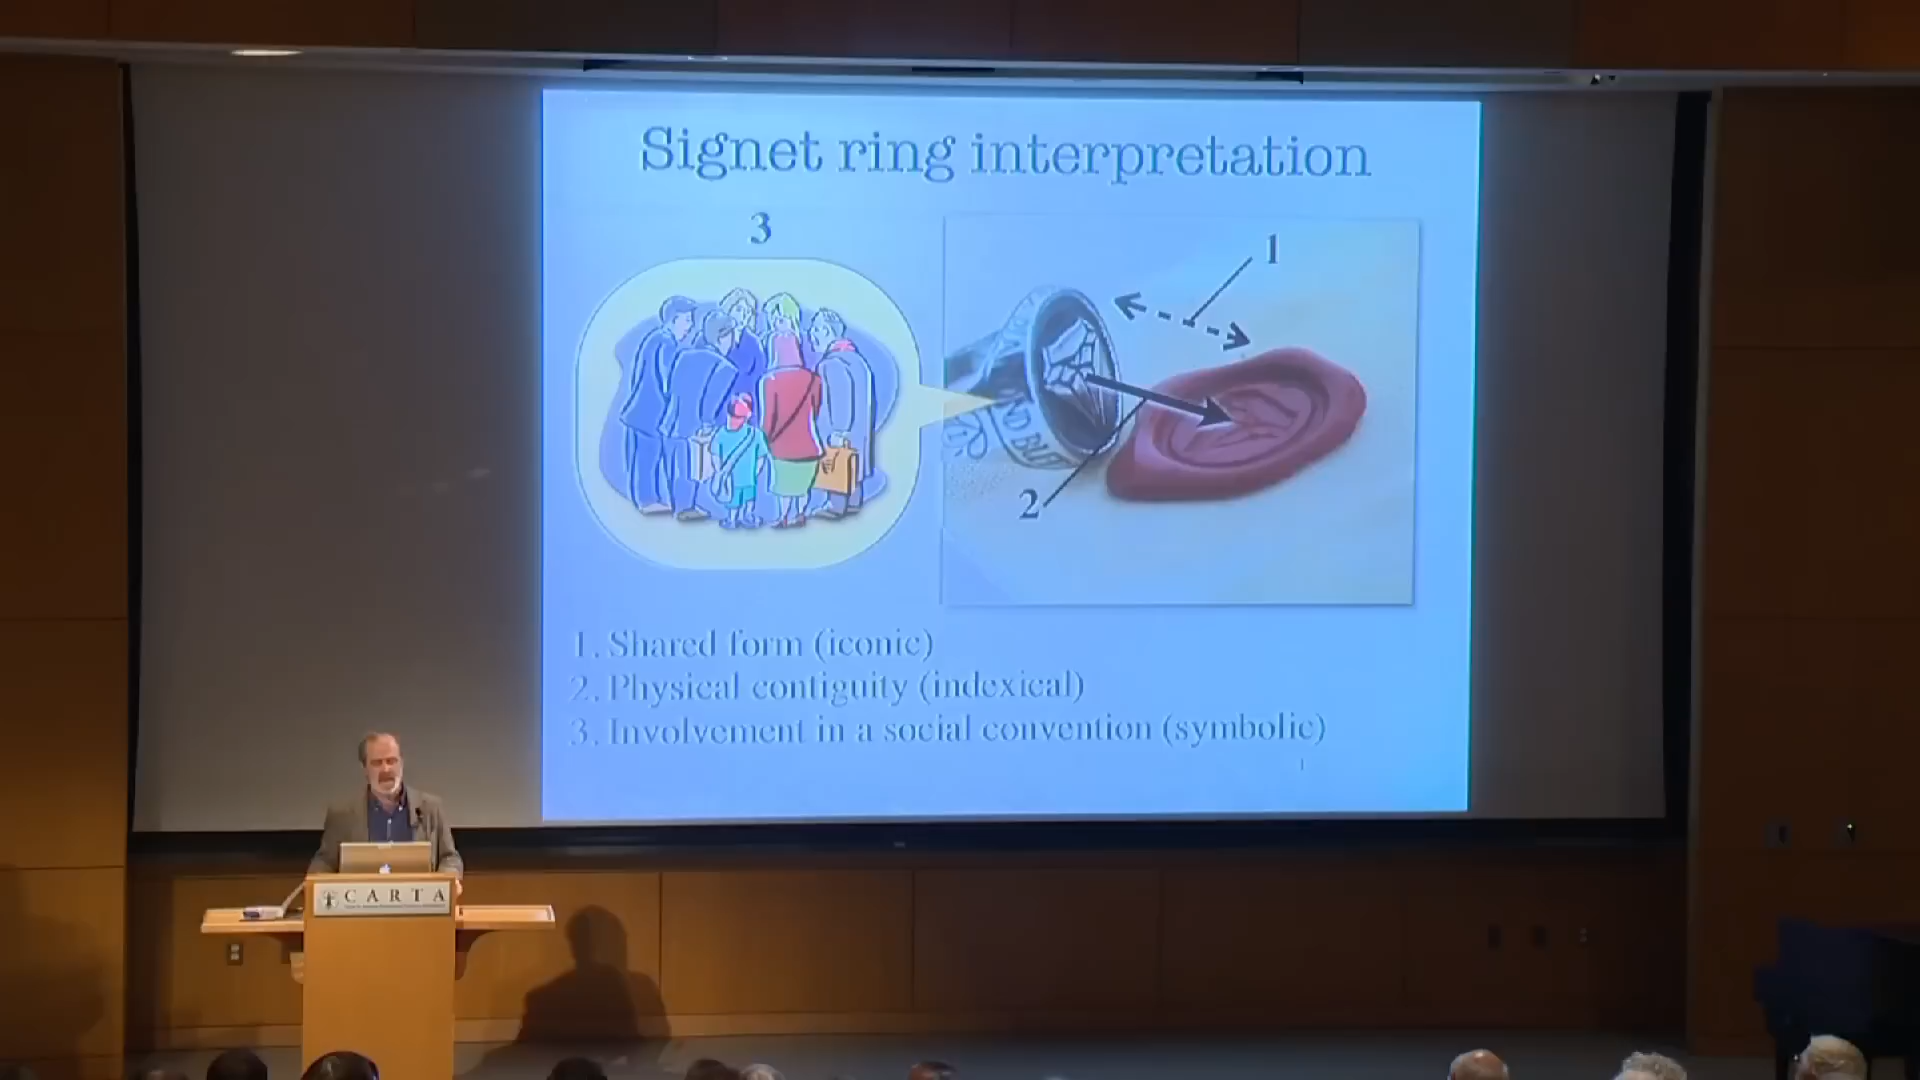 Signet ring interpretation
3
1
2
1. Shared form (iconic)
2. Physical contiguity (indexical)
3. Involvement in a social convention (symbolic)
CARTA